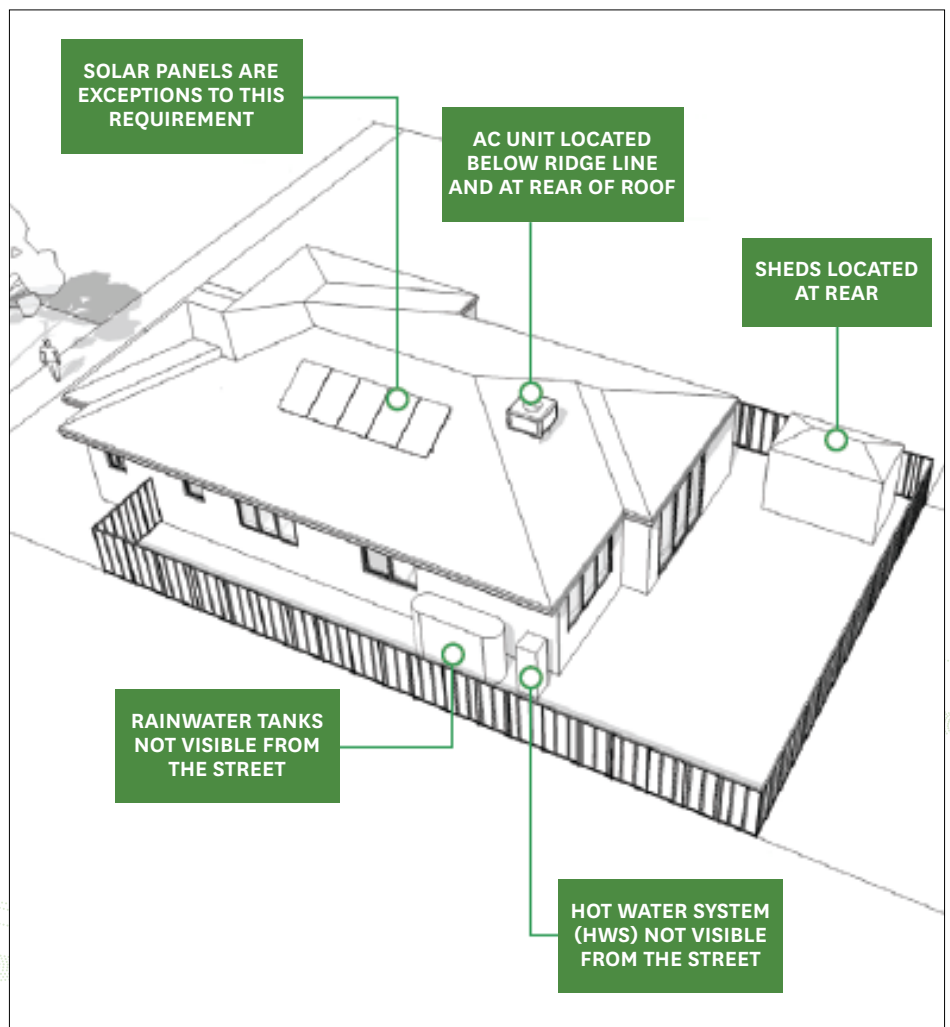 SOLAR PANELS ARE
EXCEPTIONS TO THIS
REQUIREMENT
AC UNIT LOCATED
BELOW RIDGE LINE
AND AT REAR OF ROOF
SHEDS LOCATED
AT REAR
RAINWATER TANKS
NOT VISIBLE FROM
THE STREET
HOT WATER SYSTEM
(HWS) NOT VISIBLE
FROM THE STREET